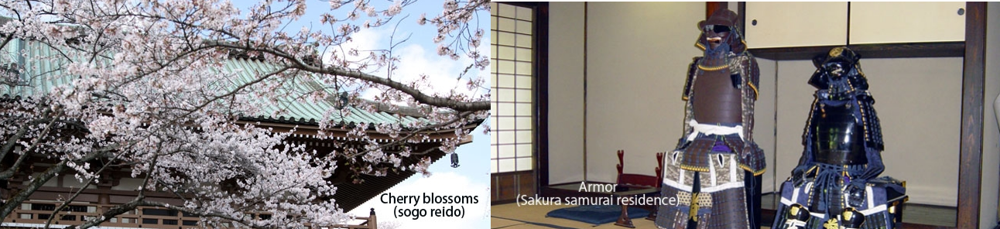 Cherry blossoms
(sogo reido)
Armor
(Sakura samurai residence)